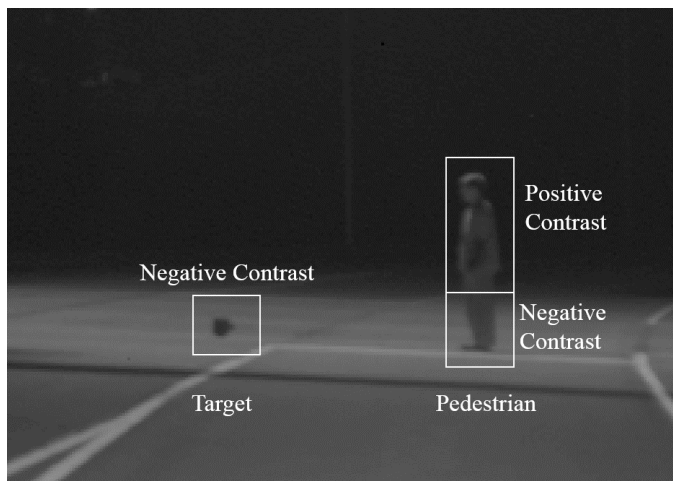 Positive
Contrast
Negative Contrast
Negative
Contrast
Target
Pedestrian